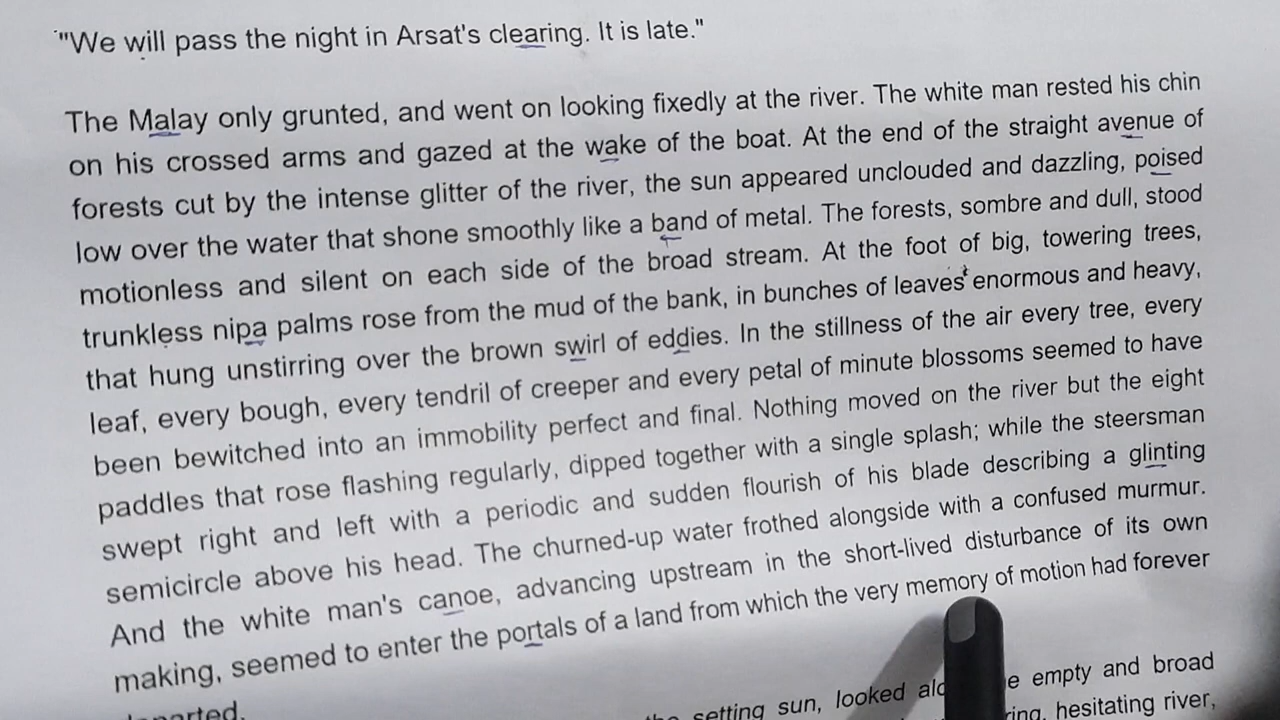 "We will pass the night in Arsat's clearing. It is late."
The Malay only grunted, and went on looking fixedly at the river. The white man rested his chin
on his crossed arms and gazed at the wake of the boat. At the end of the straight avenue of
forests cut by the intense glitter of the river, the sun appeared unclouded and dazzling, poised
low over the water that shone smoothly like a band of metal. The forests, sombre and dull, stood
motionless and silent on each side of the broad stream. At the foot of big, towering trees,
trunkless nipa palms rose from the mud of the bank, in bunches of leaves enormous and heavy,
that hung unstirring over the brown swirl of eddies. In the stillness of the air every tree, every
leaf, every bough, every tendril of creeper and every petal of minute blossoms seemed to have
been bewitched into an immobility perfect and final. Nothing moved on the river but the eight
paddles that rose flashing regularly, dipped together with a single splash; while the steersman
swept right and left with a periodic and sudden flourish of his blade describing a glinting
semicircle above his head. The churned-up water frothed alongside with a confused murmur.
And the white man's canoe, advancing upstream in the short-lived disturbance of its own
making, seemed to enter the portals of a land from which the very memory of motion had forever
setting sun, looked empty and broad
hesitating river,